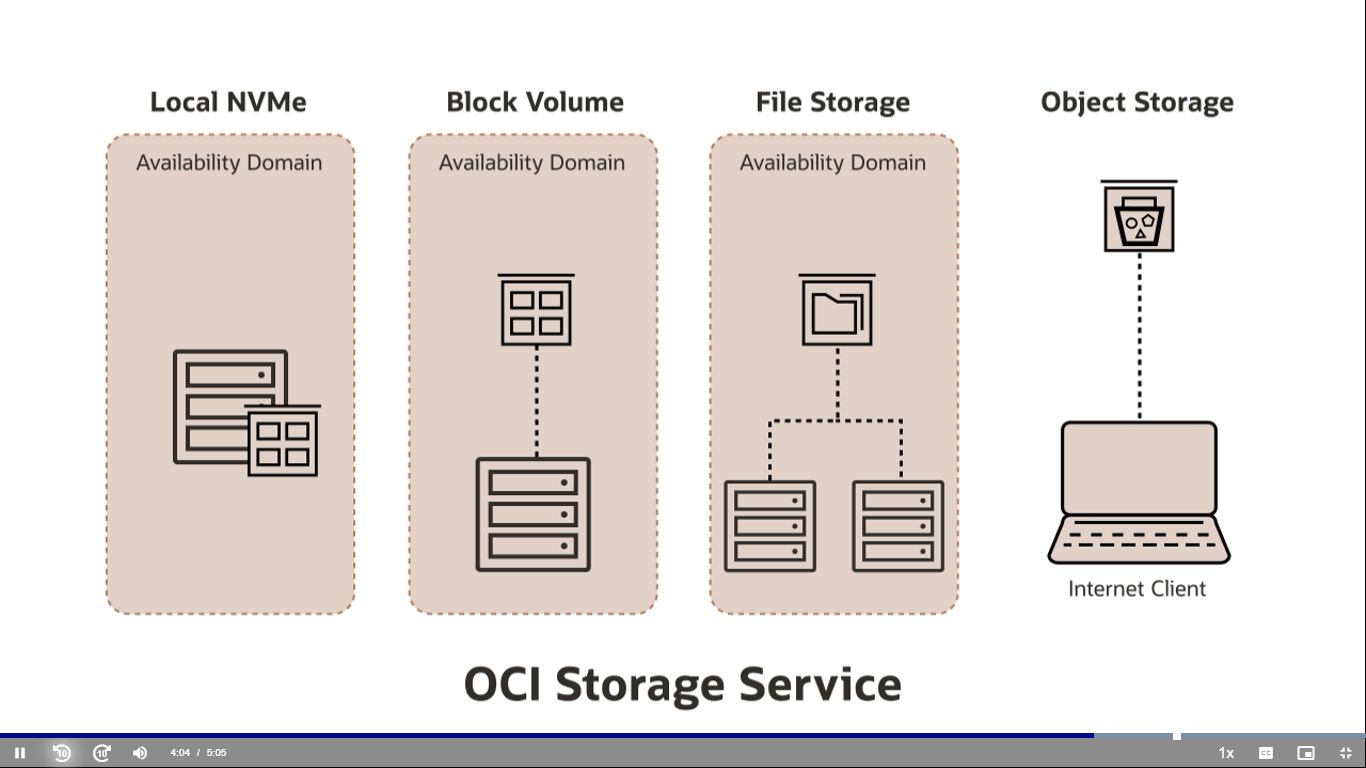 Local NVMe
Block Volume
File Storage
Object Storage
Availability Domain
Availability Domain
Availability Domain
Internet Client
OCI Storage Service
10
10
4:04 / 5:05
1x
CC